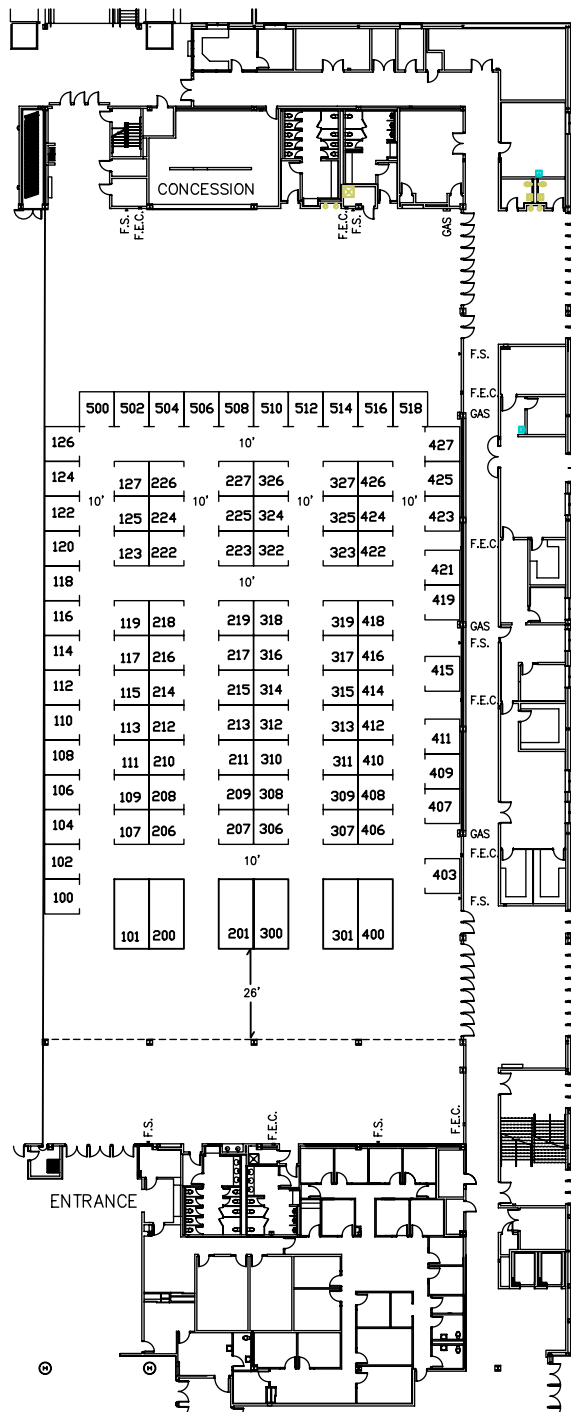 CONCESSION
F.S.
F.E.C.
F.E.C.
F.S.
GAS
F.S.
F.E.C.
GAS
500 502 504 506 508 510 512 514 516 518
126 10' 427
124 127 226 227 326 327 426 425
10' 10' 10' 10'
122 125 224 225 324 325 424 423
120 123 222 223 322 323 422 F.E.C.
421
118 10'
419
116 119 218 219 318 319 418 GAS
F.S.
114 117 216 217 316 317 416
415
112 115 214 215 314 315 414
F.E.C.
110 113 212 213 312 313 412
411
108 111 210 211 310 311 410
409
106 109 208 209 308 309 408
407
104 107 206 207 306 307 406 GAS
F.E.C.
102 10'
403
100 F.S.
101 200 201 300 301 400
26'
F.S.
F.E.C.
F.S.
F.E.C.
ENTRANCE